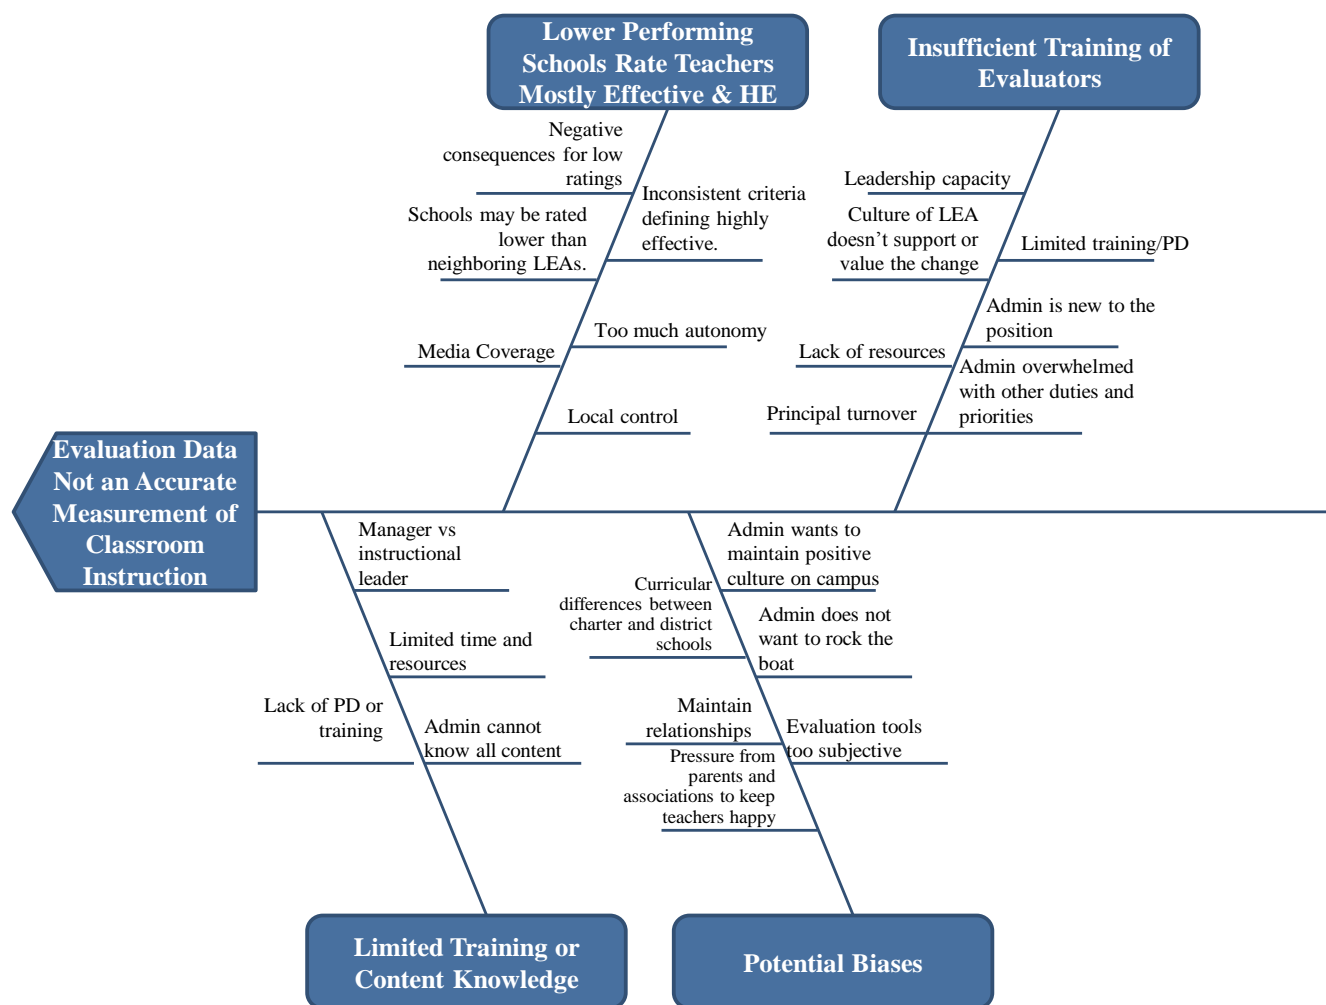 Lower Performing
Schools Rate Teachers
Mostly Effective & HE
Insufficient Training of
Evaluators
Negative
consequences for low
ratings
Schools may be rated
lower than
neighboring LEAs.
Media Coverage
Inconsistent criteria
defining highly
effective.
Too much autonomy
Local control
Leadership capacity
Culture of LEA
doesn’t support or
value the change
Lack of resources
Principal turnover
Limited training/PD
Admin is new to the
position
Admin overwhelmed
with other duties and
priorities
Evaluation Data
Not an Accurate
Measurement of
Classroom
Instruction
Manager vs
instructional
leader
Limited time and
resources
Lack of PD or
training
Admin cannot
know all content
Admin wants to
maintain positive
culture on campus
Curricular
differences between
charter and district
schools
Admin does not
want to rock the
boat
Maintain
relationships
Evaluation tools
too subjective
Pressure from
parents and
associations to keep
teachers happy
Limited Training or
Content Knowledge
Potential Biases